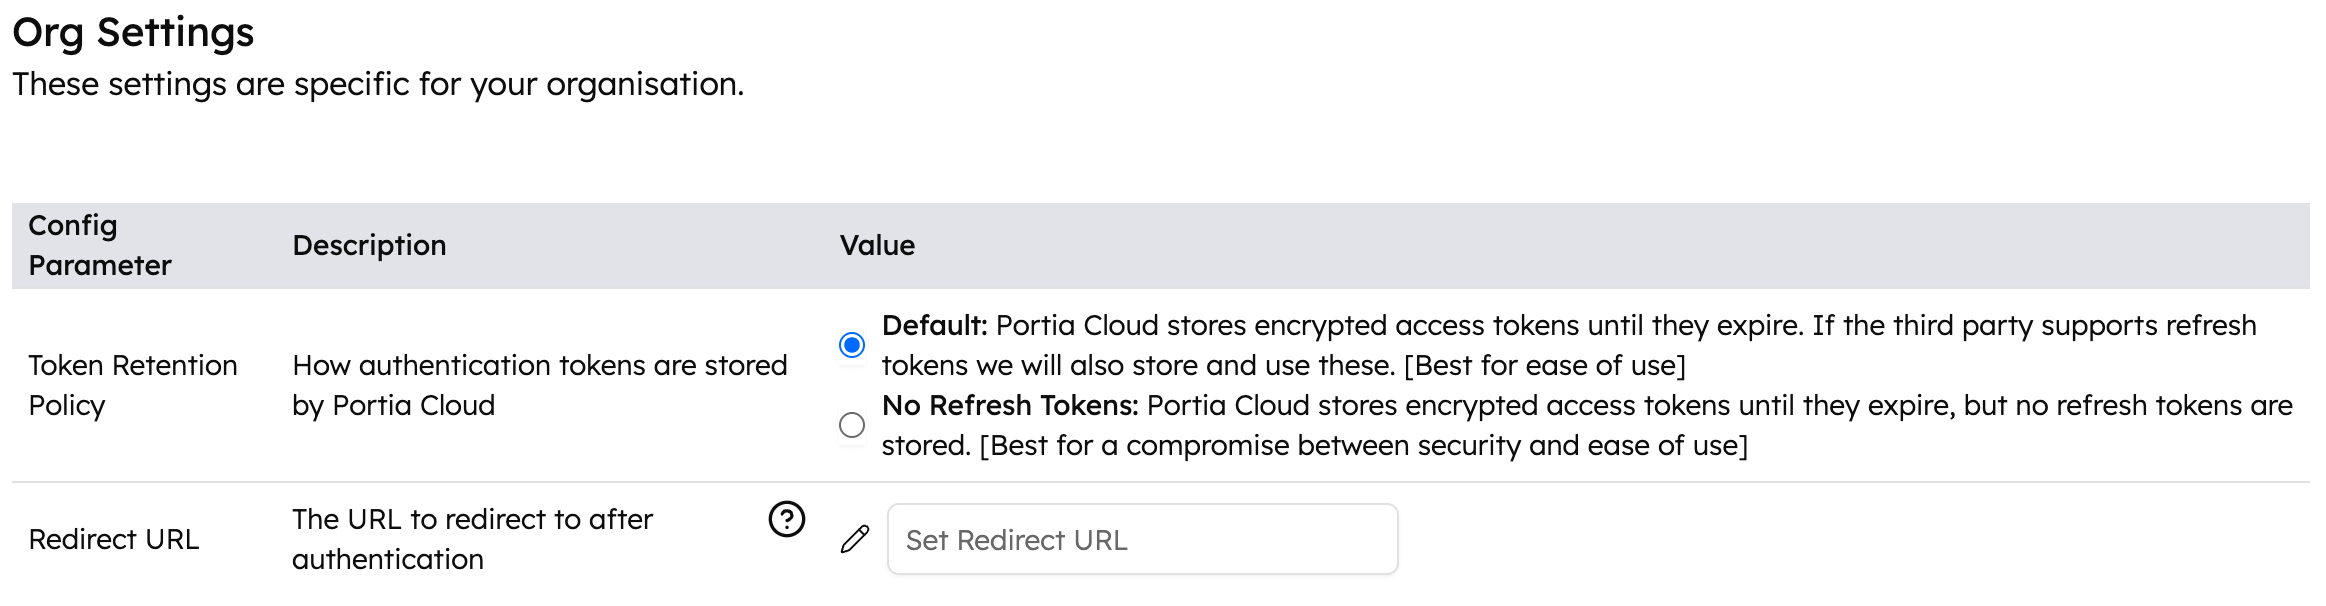 Org Settings
These settings are specific for your organisation.
Config
Parameter
Description
Value
Token Retention
Policy
How authentication tokens are stored
by Portia Cloud
Default: Portia Cloud stores encrypted access tokens until they expire. If the third party supports refresh
tokens we will also store and use these. [Best for ease of use]
No Refresh Tokens: Portia Cloud stores encrypted access tokens until they expire, but no refresh tokens are
stored. [Best for a compromise between security and ease of use]
Redirect URL
The URL to redirect to after
authentication
?
Set Redirect URL